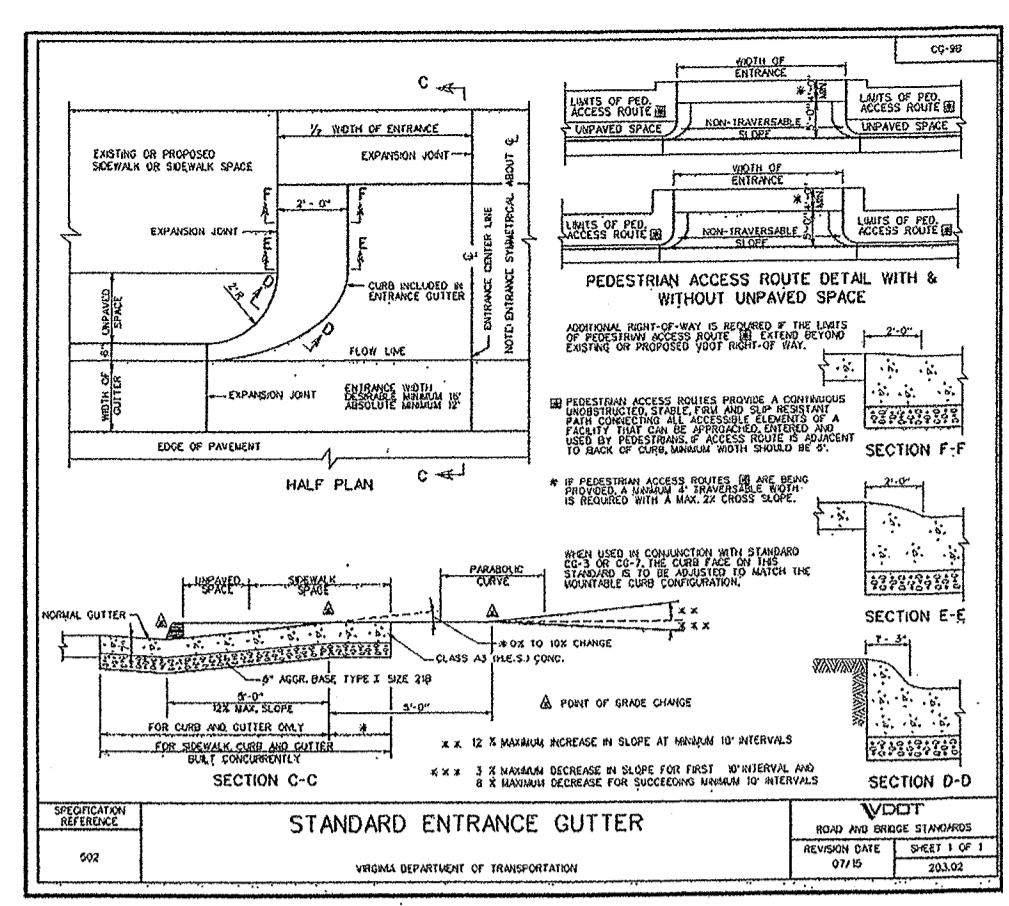 CG-9B
C
½ WIDTH OF ENTRANCE
EXPANSION JOINT
EXISTING OR PROPOSED
SIDEWALK OR SIDEWALK SPACE
F F
2'-0"
EXPANSION JOINT
E E
D
2'R
UNPAVED
SPACE
6"
WIDTH OF
GUTTER
CURB INCLUDED IN
ENTRANCE GUTTER
D
FLOW LINE
EXPANSION JOINT
ENTRANCE WIDTH
DESIRABLE MINIMUM 16'
ABSOLUTE MINIMUM 12'
ENTRANCE CENTER LINE
NOTE: ENTRANCE SYMMETRICAL ABOUT ℄
℄
EDGE OF PAVEMENT
HALF PLAN
C
WIDTH OF
ENTRANCE
LIMITS OF PED.
ACCESS ROUTE
UNPAVED SPACE
NON-TRAVERSABLE
SLOPE
*
5'-0"
4'-0"
MIN.
LIMITS OF PED.
ACCESS ROUTE
UNPAVED SPACE
WIDTH OF
ENTRANCE
LIMITS OF PED.
ACCESS ROUTE
NON-TRAVERSABLE
SLOPE
*
5'-0"
4'-0"
MIN.
LIMITS OF PED.
ACCESS ROUTE
PEDESTRIAN ACCESS ROUTE DETAIL WITH &
WITHOUT UNPAVED SPACE
ADDITIONAL RIGHT-OF-WAY IS REQUIRED IF THE LIMITS
OF PEDESTRIAN ACCESS ROUTE EXTEND BEYOND
EXISTING OR PROPOSED VDOT RIGHT-OF WAY.
PEDESTRIAN ACCESS ROUTES PROVIDE A CONTINUOUS
UNOBSTRUCTED, STABLE, FIRM AND SLIP RESISTANT
PATH CONNECTING ALL ACCESSIBLE ELEMENTS OF A
FACILITY THAT CAN BE APPROACHED, ENTERED AND
USED BY PEDESTRIANS. IF ACCESS ROUTE IS ADJACENT
TO BACK OF CURB, MINIMUM WIDTH SHOULD BE
* IF PEDESTRIAN ACCESS ROUTES ARE BEING
PROVIDED, A MINIMUM 4' TRAVERSABLE WIDTH
IS REQUIRED WITH A MAX. 2% CROSS SLOPE.
WHEN USED IN CONJUNCTION WITH STANDARD
CG-3 OR CG-7, THE CURB FACE ON THIS
STANDARD IS TO BE ADJUSTED TO MATCH THE
MOUNTABLE CURB CONFIGURATION.
2'-0"
SECTION F-F
2'-0"
SECTION E-E
3"
SECTION D-D
UNPAVED
SPACE
SIDEWALK
SPACE
PARABOLIC
CURVE
NORMAL GUTTER
* *
* * *
0% TO 10% CHANGE
CLASS A3 (H.E.S.) CONC.
6" AGGR. BASE TYPE I SIZE 21B
5'-0"
12% MAX. SLOPE
5'-0"
FOR CURB AND GUTTER ONLY
*
FOR SIDEWALK, CURB AND GUTTER
BUILT CONCURRENTLY
SECTION C-C
POINT OF GRADE CHANGE
* * 12 % MAXIMUM INCREASE IN SLOPE AT MINIMUM 10' INTERVALS
* * * 3 % MAXIMUM DECREASE IN SLOPE FOR FIRST 10' INTERVAL AND
8 % MAXIMUM DECREASE FOR SUCCEEDING MINIMUM 10' INTERVALS
SPECIFICATION
REFERENCE
502
STANDARD ENTRANCE GUTTER
VIRGINIA DEPARTMENT OF TRANSPORTATION
VDOT
ROAD AND BRIDGE STANDARDS
REVISION DATE
07/15
SHEET 1 OF 1
203.02